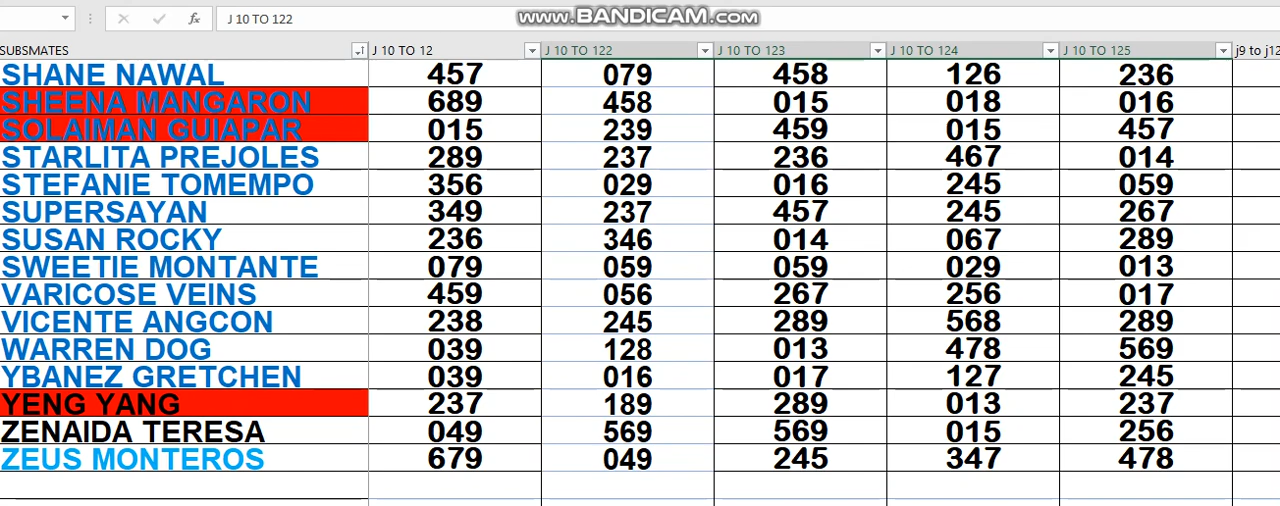 fx J 10 TO 122
www.BANDICAM.com
SUBSMATES J 10 TO 12 J 10 TO 122 J 10 TO 123 J 10 TO 124 J 10 TO 125 j9 to j12
SHANE NAWAL 457 079 458 126 236
SHEENA MANGARON 689 458 015 018 016
SOLAIMAN GUIAPAR 015 239 459 015 457
STARLITA PREJOLES 289 237 236 467 014
STEFANIE TOMEMPO 356 029 016 245 059
SUPERSAYAN 349 237 457 245 267
SUSAN ROCKY 236 346 014 067 289
SWEETIE MONTANTE 079 059 059 029 013
VARICOSE VEINS 459 056 267 256 017
VICENTE ANGCON 238 245 289 568 289
WARREN DOG 039 128 013 478 569
YBANEZ GRETCHEN 039 016 017 127 245
YENG YANG 237 189 289 013 237
ZENAIDA TERESA 049 569 569 015 256
ZEUS MONTEROS 679 049 245 347 478